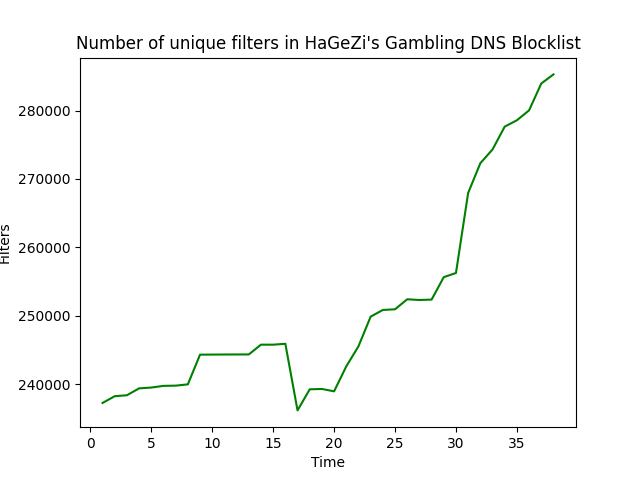 Number of unique filters in HaGeZi's Gambling DNS Blocklist
280000
270000
260000
250000
240000
Filters
0 5 10 15 20 25 30 35
Time